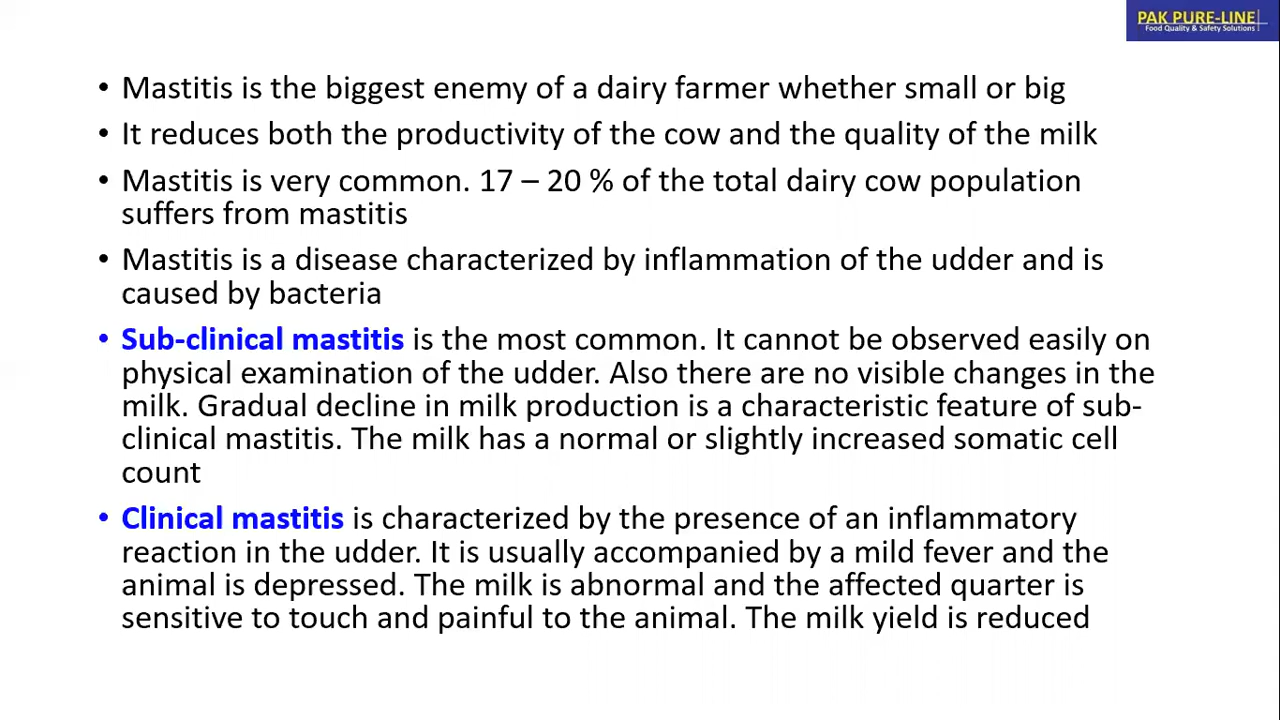 PAK PURE-LINE
Food Quality & Safety Solutions
• Mastitis is the biggest enemy of a dairy farmer whether small or big
• It reduces both the productivity of the cow and the quality of the milk
• Mastitis is very common. 17 – 20 % of the total dairy cow population
suffers from mastitis
• Mastitis is a disease characterized by inflammation of the udder and is
caused by bacteria
• Sub-clinical mastitis is the most common. It cannot be observed easily on
physical examination of the udder. Also there are no visible changes in the
milk. Gradual decline in milk production is a characteristic feature of sub-
clinical mastitis. The milk has a normal or slightly increased somatic cell
count
• Clinical mastitis is characterized by the presence of an inflammatory
reaction in the udder. It is usually accompanied by a mild fever and the
animal is depressed. The milk is abnormal and the affected quarter is
sensitive to touch and painful to the animal. The milk yield is reduced